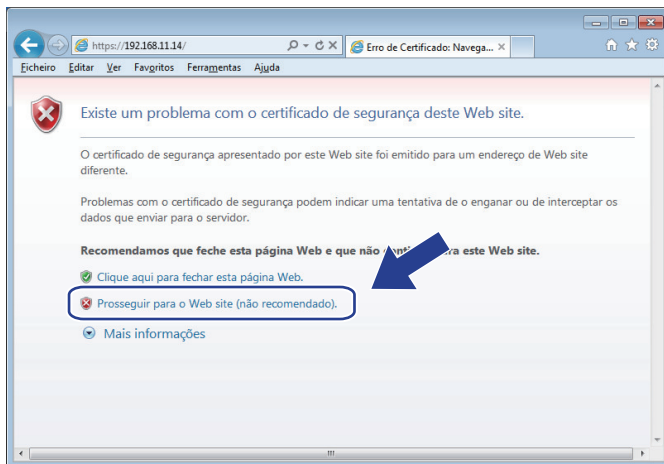 https://192.168.11.14/
Erro de Certificado: Navega...
Ficheiro Editar Ver Favoritos Ferramentas Ajuda
Existe um problema com o certificado de segurança deste Web site.
O certificado de segurança apresentado por este Web site foi emitido para um endereço de Web site
diferente.
Problemas com o certificado de segurança podem indicar uma tentativa de o enganar ou de interceptar os
dados que enviar para o servidor.
Recomendamos que feche esta página Web e que não este Web site.
Clique aqui para fechar esta página Web.
Prosseguir para o Web site (não recomendado).
Mais informações